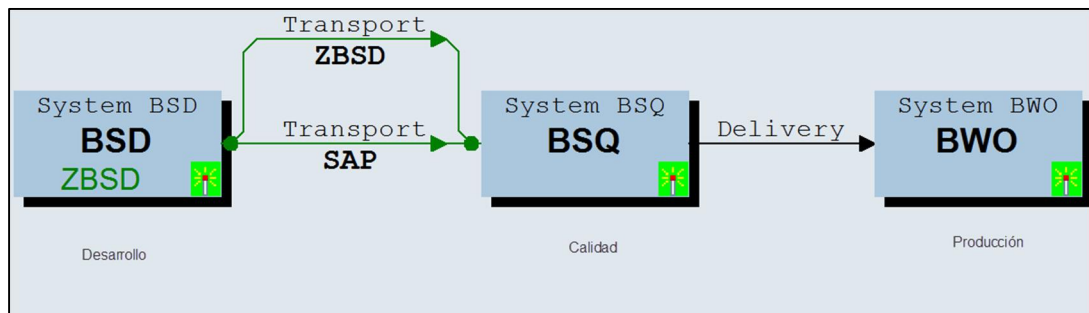 Transport
ZBSD
System BSD
BSD
ZBSD
Transport
SAP
System BSQ
BSQ
Delivery
System BWO
BWO
Desarrollo
Calidad
Producción